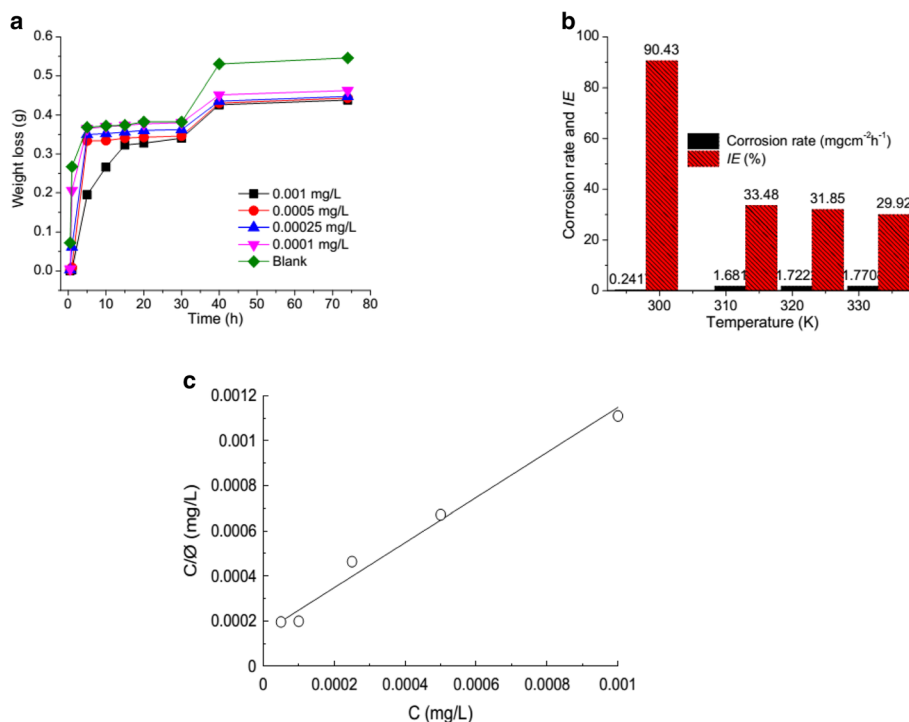 a
0.6
0.5
0.4
0.3
0.2
0.1
0.0
Weight loss (g)
0.001 mg/L
0.0005 mg/L
0.00025 mg/L
0.0001 mg/L
Blank
0 10 20 30 40 50 60 70 80
Time (h)
b
100
80
60
40
20
0
Corrosion rate and IE
90.43
Corrosion rate (mgcm⁻²h⁻¹)
IE (%)
33.48
31.85
29.92
0.241
1.681
1.722
1.770
300 310 320 330
Temperature (K)
c
0.0012
0.001
0.0008
0.0006
0.0004
0.0002
0
C/Ø (mg/L)
0 0.0002 0.0004 0.0006 0.0008 0.001
C (mg/L)